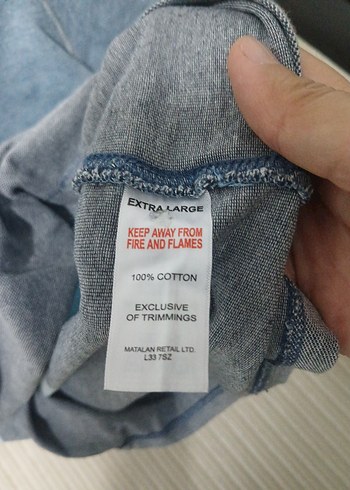 EXTRA LARGE
KEEP AWAY FROM
FIRE AND FLAMES
100% COTTON
EXCLUSIVE
OF TRIMMINGS
MATALAN RETAIL LTD.
L33 7SZ